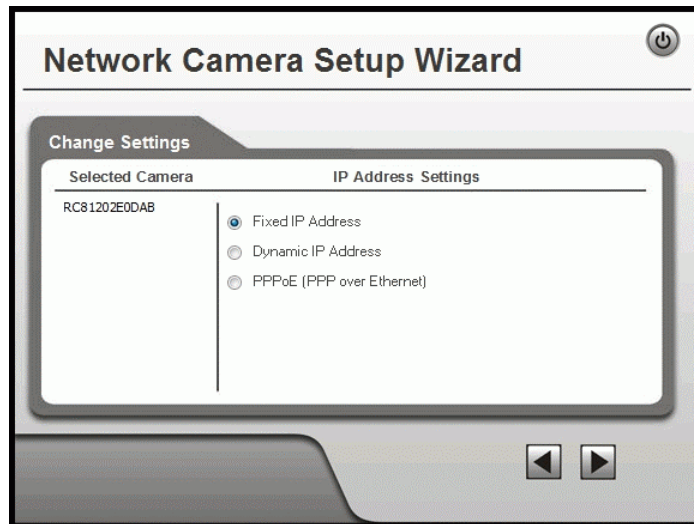 Network Camera Setup Wizard
Change Settings
Selected Camera
IP Address Settings
RC81202E0DAB
Fixed IP Address
Dynamic IP Address
PPPoE (PPP over Ethernet)